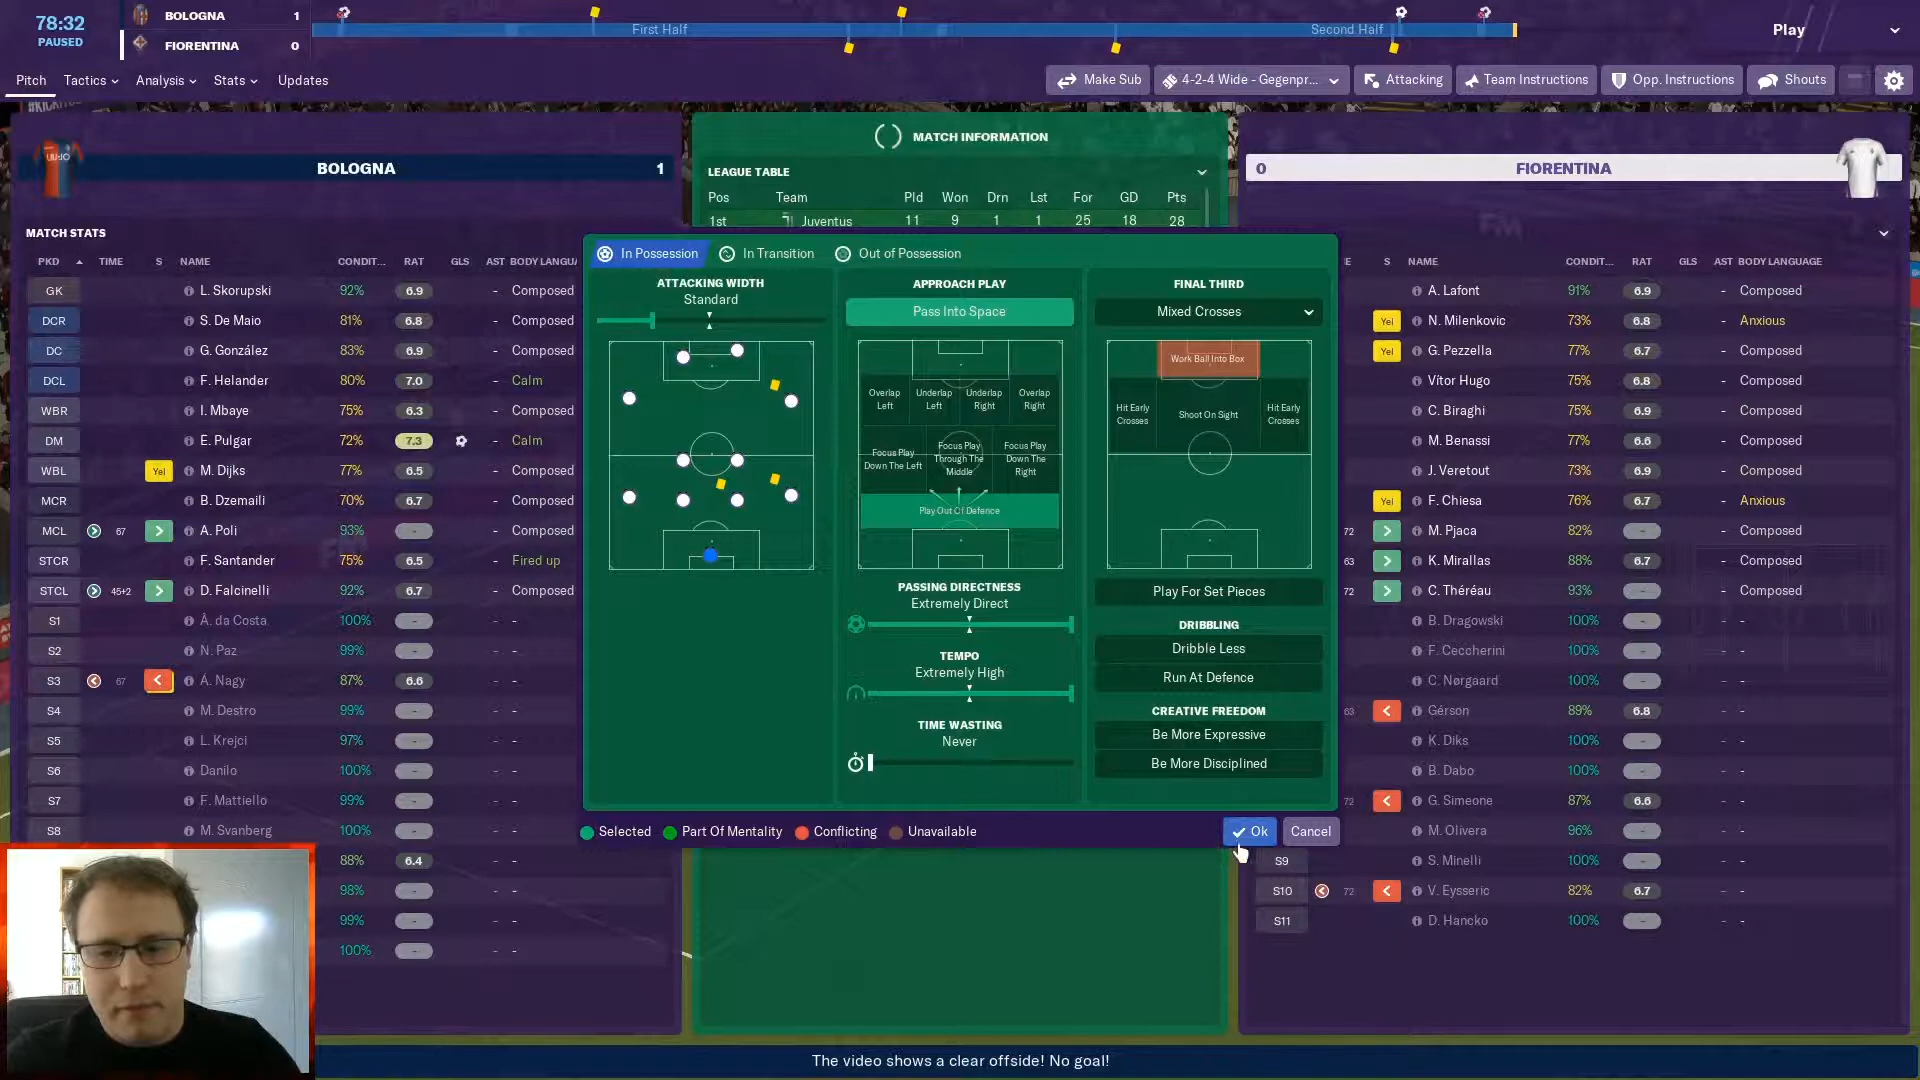 78:32
PAUSED
BOLOGNA 1
FIORENTINA 0
First Half
Second Half
Play
Pitch
Tactics
Analysis
Stats
Updates
Make Sub
4-2-4 Wide - Gegenpr...
Attacking
Team Instructions
Opp. Instructions
Shouts
BOLOGNA 1
MATCH STATS
PKD TIME S NAME CONDIT... RAT GLS AST BODY LANGUA
GK L. Skorupski 92% 6.9 - Composed
DCR S. De Maio 81% 6.8 - Composed
DC G. González 83% 6.9 - Composed
DCL F. Helander 80% 7.0 - Calm
WBR I. Mbaye 75% 6.3 - Composed
DM E. Pulgar 72% 7.3 - Calm
WBL Yel M. Dijks 77% 6.5 - Composed
MCR B. Dzemaili 70% 6.7 - Composed
MCL 67 A. Poli 93% - - Composed
STCR F. Santander 75% 6.5 - Fired up
STCL 45+2 D. Falcinelli 92% 6.7 - Composed
S1 Â. da Costa 100% - - -
S2 N. Paz 99% - - -
S3 67 Á. Nagy 87% 6.6 - -
S4 M. Destro 99% - - -
S5 L. Krejci 97% - - -
S6 Danilo 100% - - -
S7 F. Mattiello 99% - - -
S8 M. Svanberg 100% - - -
88% 6.4 - -
98% - - -
99% - - -
100% - - -
MATCH INFORMATION
LEAGUE TABLE
Pos Team Pld Won Drn Lst For GD Pts
1st Juventus 11 9 1 1 25 18 28
In Possession
In Transition
Out of Possession
ATTACKING WIDTH
Standard
APPROACH PLAY
Pass Into Space
Overlap Left
Underlap Left
Underlap Right
Overlap Right
Focus Play Down The Left
Focus Play Through The Middle
Focus Play Down The Right
Play Out Of Defence
PASSING DIRECTNESS
Extremely Direct
TEMPO
Extremely High
TIME WASTING
Never
FINAL THIRD
Mixed Crosses
Work Ball Into Box
Hit Early Crosses
Shoot On Sight
Hit Early Crosses
Play For Set Pieces
DRIBBLING
Dribble Less
Run At Defence
CREATIVE FREEDOM
Be More Expressive
Be More Disciplined
Selected
Part Of Mentality
Conflicting
Unavailable
Ok
Cancel
0 FIORENTINA
E S NAME CONDIT... RAT GLS AST BODY LANGUAGE
A. Lafont 91% 6.9 - Composed
Yel N. Milenkovic 73% 6.8 - Anxious
Yel G. Pezzella 77% 6.7 - Composed
Vítor Hugo 75% 6.8 - Composed
C. Biraghi 75% 6.9 - Composed
M. Benassi 77% 6.6 - Composed
J. Veretout 73% 6.9 - Composed
Yel F. Chiesa 76% 6.7 - Anxious
72 M. Pjaca 82% - - Composed
63 K. Mirallas 88% 6.7 - Composed
72 C. Théréau 93% - - Composed
B. Dragowski 100% - - -
F. Ceccherini 100% - - -
C. Nørgaard 100% - - -
63 Gérson 89% 6.8 - -
K. Diks 100% - - -
B. Dabo 100% - - -
72 G. Simeone 87% 6.6 - -
M. Olivera 96% - - -
S9 S. Minelli 100% - - -
S10 72 V. Eysseric 82% 6.7 - -
S11 D. Hancko 100% - - -
The video shows a clear offside! No goal!